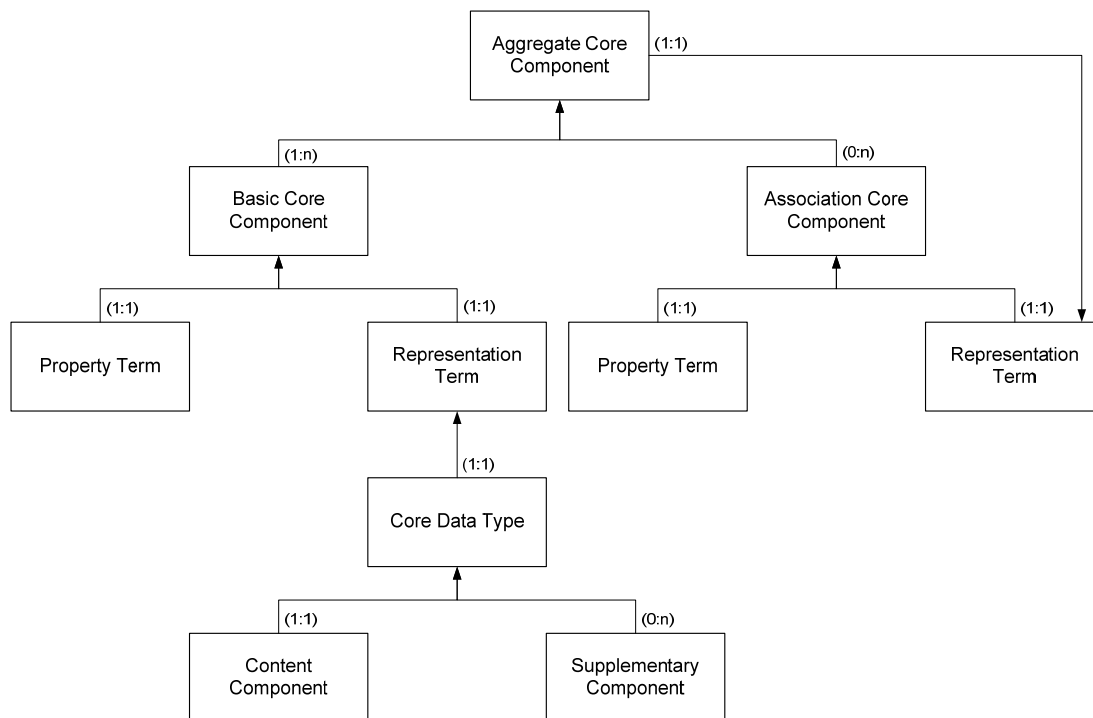 Aggregate Core
Component
(1:1)
(1:n)
(0:n)
Basic Core
Component
Association Core
Component
(1:1)
(1:1)
(1:1)
(1:1)
Property Term
Representation
Term
Property Term
Representation
Term
(1:1)
Core Data Type
(1:1)
(0:n)
Content
Component
Supplementary
Component